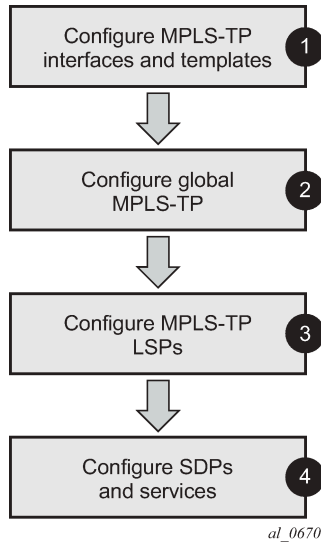 Configure MPLS-TP
interfaces and templates
1
Configure global
MPLS-TP
2
Configure MPLS-TP
LSPs
3
Configure SDPs
and services
4
al_0670